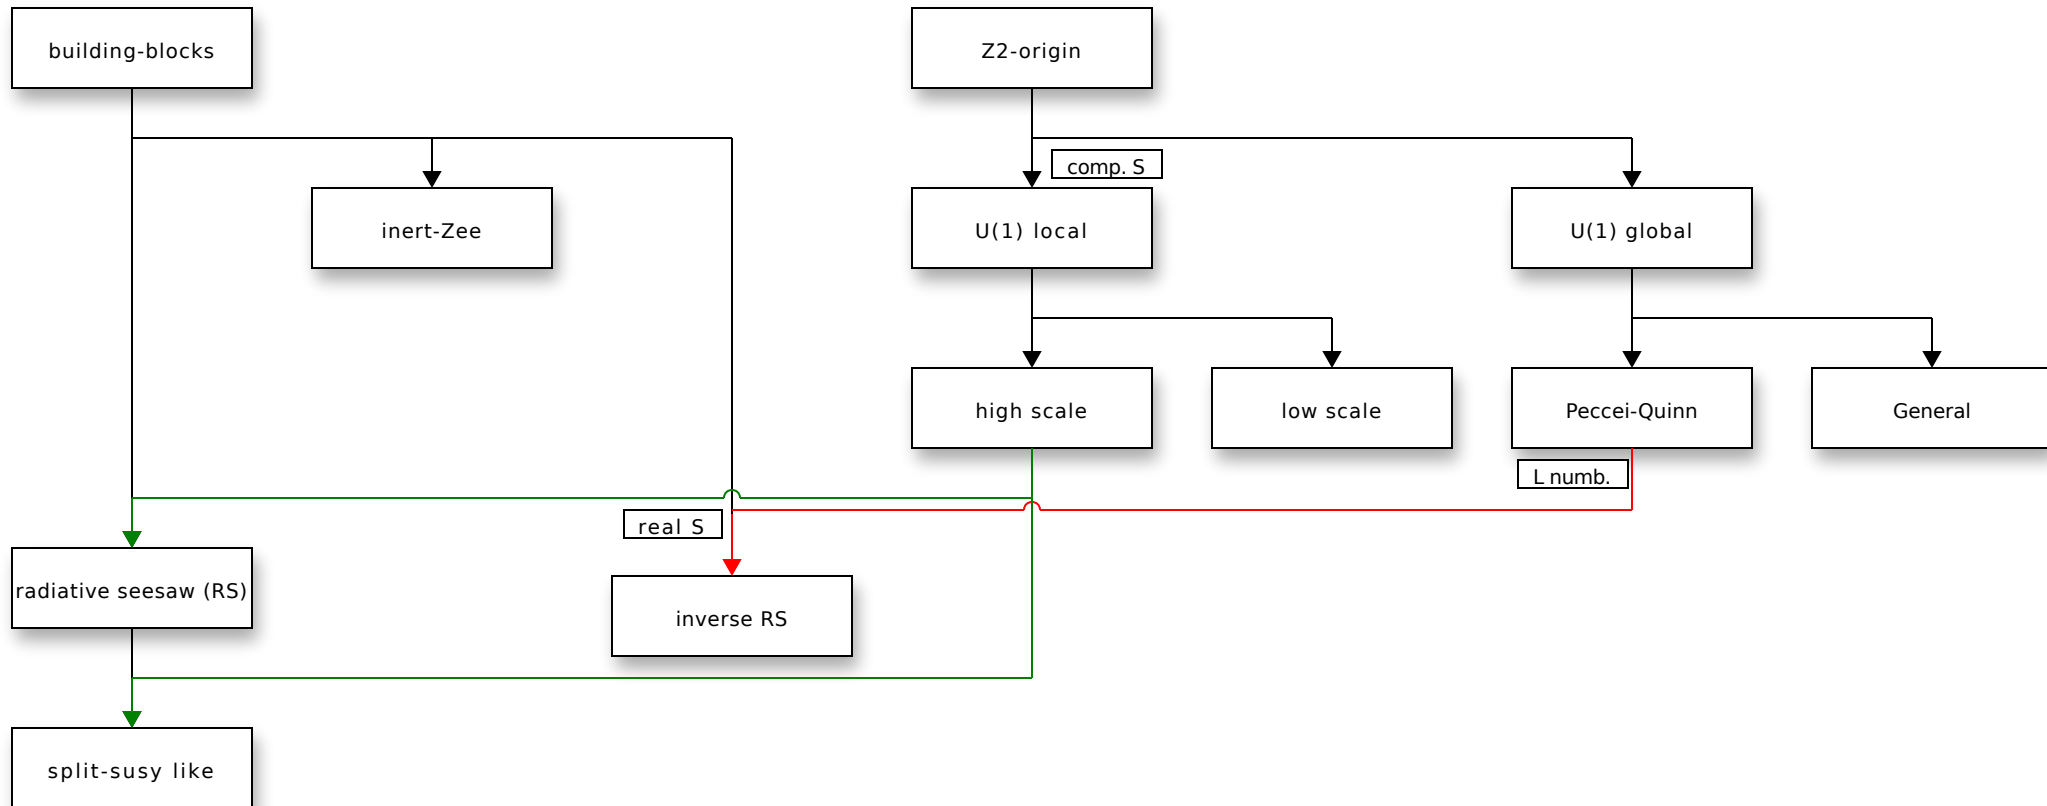 building-blocks
Z2-origin
comp. S
inert-Zee
U(1) local
U(1) global
high scale
low scale
Peccei-Quinn
General
L numb.
real S
radiative seesaw (RS)
inverse RS
split-susy like